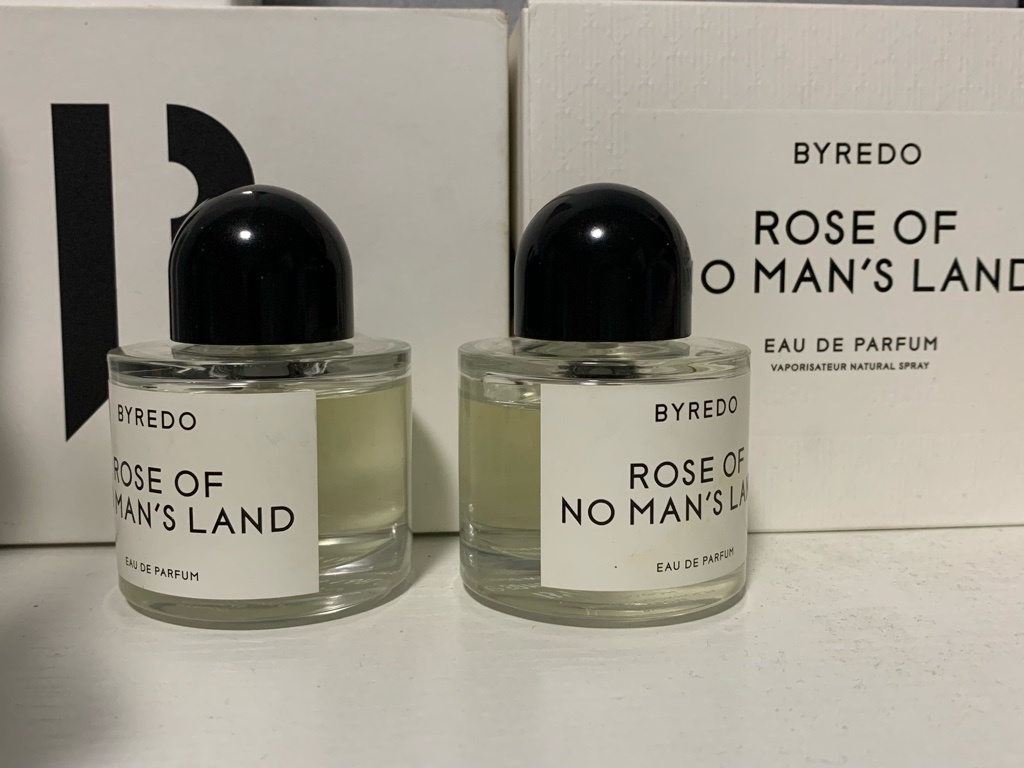 BYREDO
ROSE OF
O MAN'S LAND
EAU DE PARFUM
VAPORISATEUR NATURAL SPRAY
BYREDO
ROSE OF
MAN'S LAND
EAU DE PARFUM
BYREDO
ROSE OF
NO MAN'S LA
EAU DE PARFUM